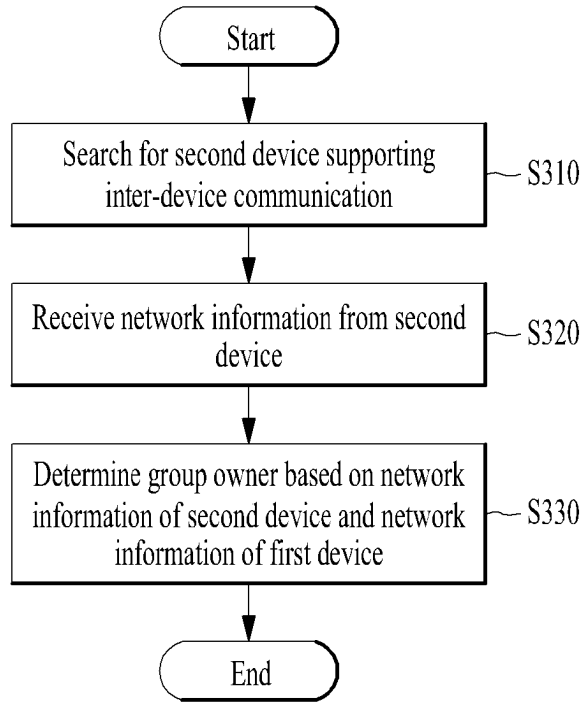 Start
Search for second device supporting
inter-device communication
S310
Receive network information from second
device
S320
Determine group owner based on network
information of second device and network
information of first device
S330
End